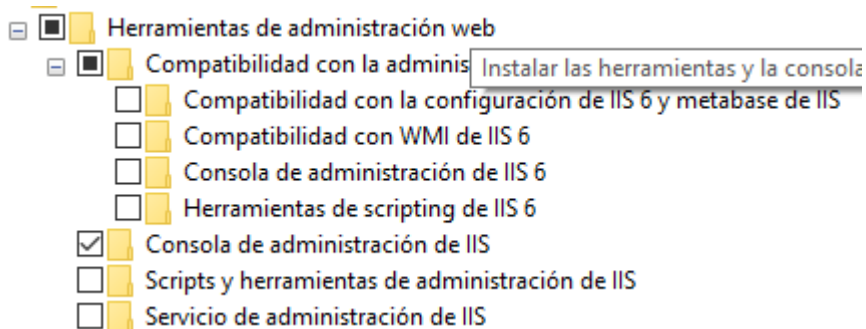 Herramientas de administración web
Compatibilidad con la adminis
Instalar las herramientas y la consola
Compatibilidad con la configuración de IIS 6 y metabase de IIS
Compatibilidad con WMI de IIS 6
Consola de administración de IIS 6
Herramientas de scripting de IIS 6
Consola de administración de IIS
Scripts y herramientas de administración de IIS
Servicio de administración de IIS